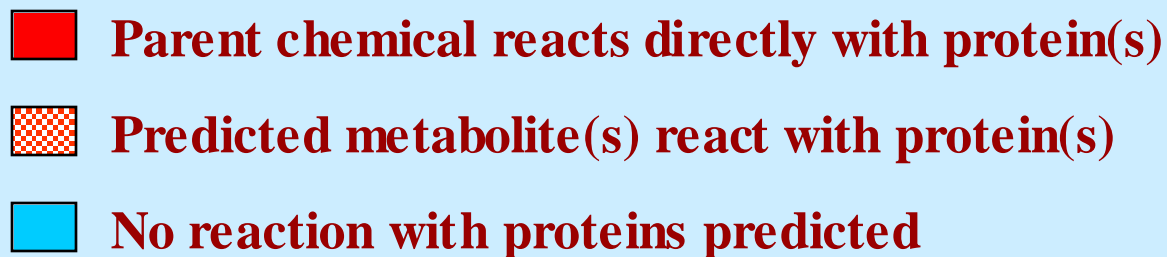 Parent chemical reacts directly with protein(s)
Predicted metabolite(s) react with protein(s)
No reaction with proteins predicted